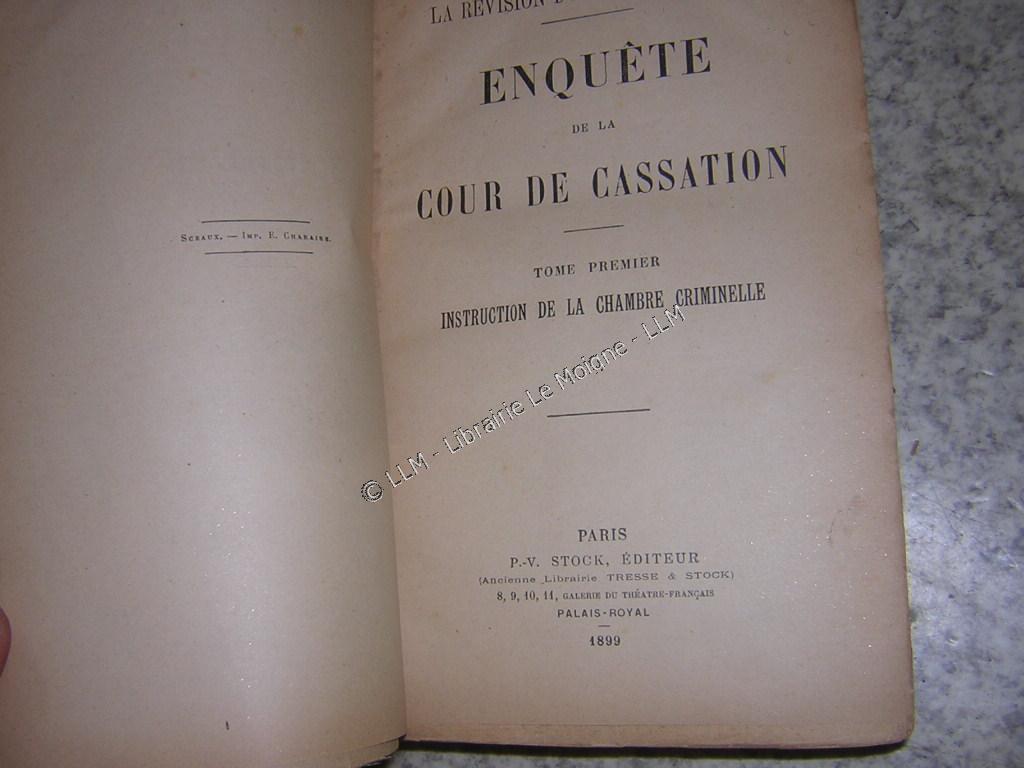 SCEAUX. — IMP. E. CHARAIRE.
LA REVISION D
ENQUÊTE
DE LA
COUR DE CASSATION
TOME PREMIER
INSTRUCTION DE LA CHAMBRE CRIMINELLE
© LLM - Librairie Le Moigne - LLM
PARIS
P.-V. STOCK, ÉDITEUR
(Ancienne Librairie TRESSE & STOCK)
8, 9, 10, 11, GALERIE DU THÉATRE-FRANÇAIS
PALAIS-ROYAL
1899